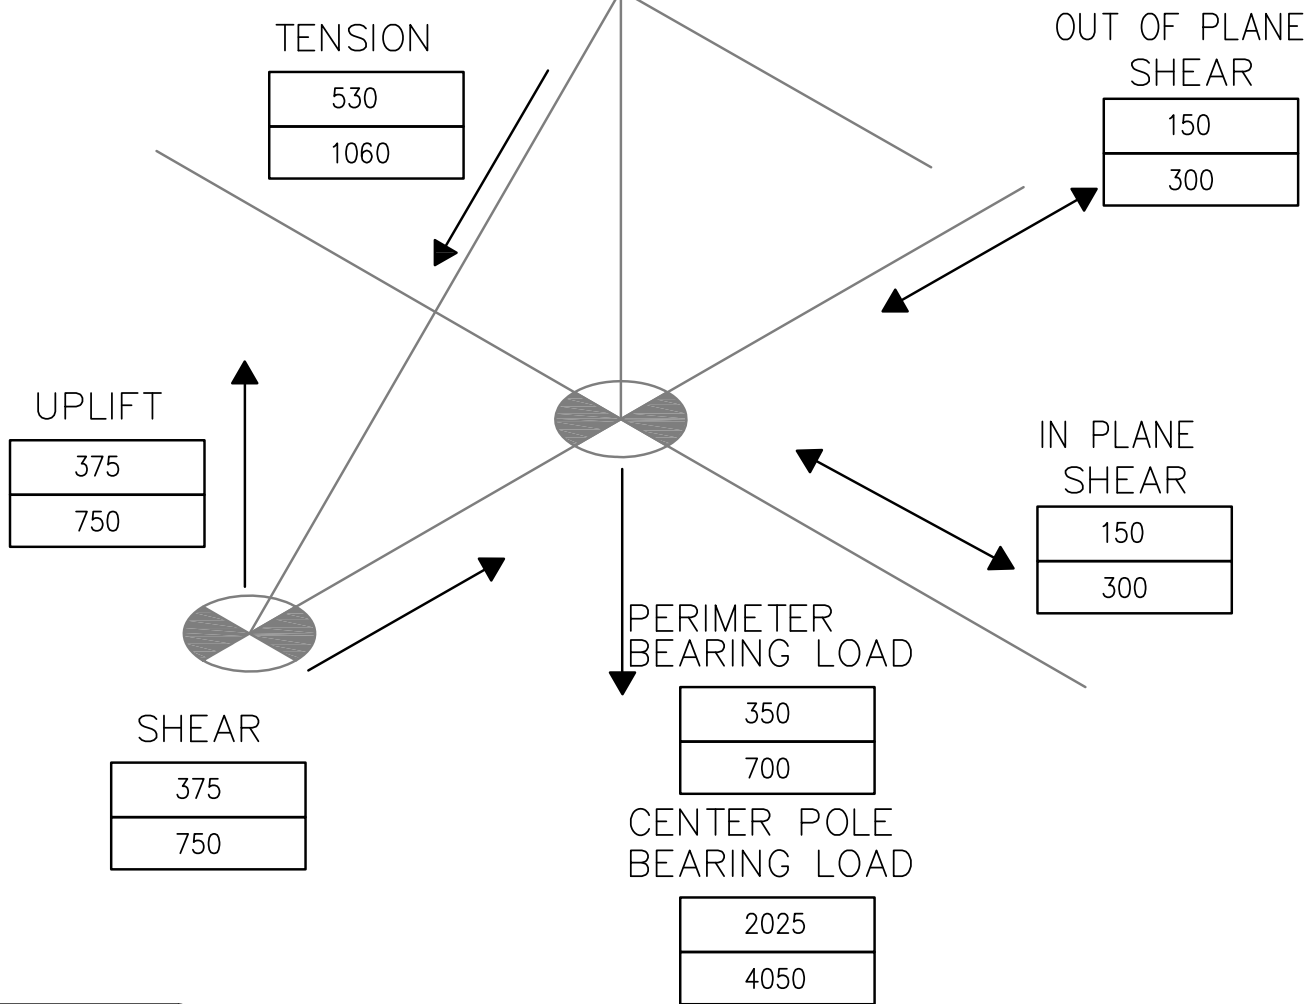 TENSION
530
1060
OUT OF PLANE
SHEAR
150
300
UPLIFT
375
750
IN PLANE
SHEAR
150
300
SHEAR
375
750
PERIMETER
BEARING LOAD
350
700
CENTER POLE
BEARING LOAD
2025
4050